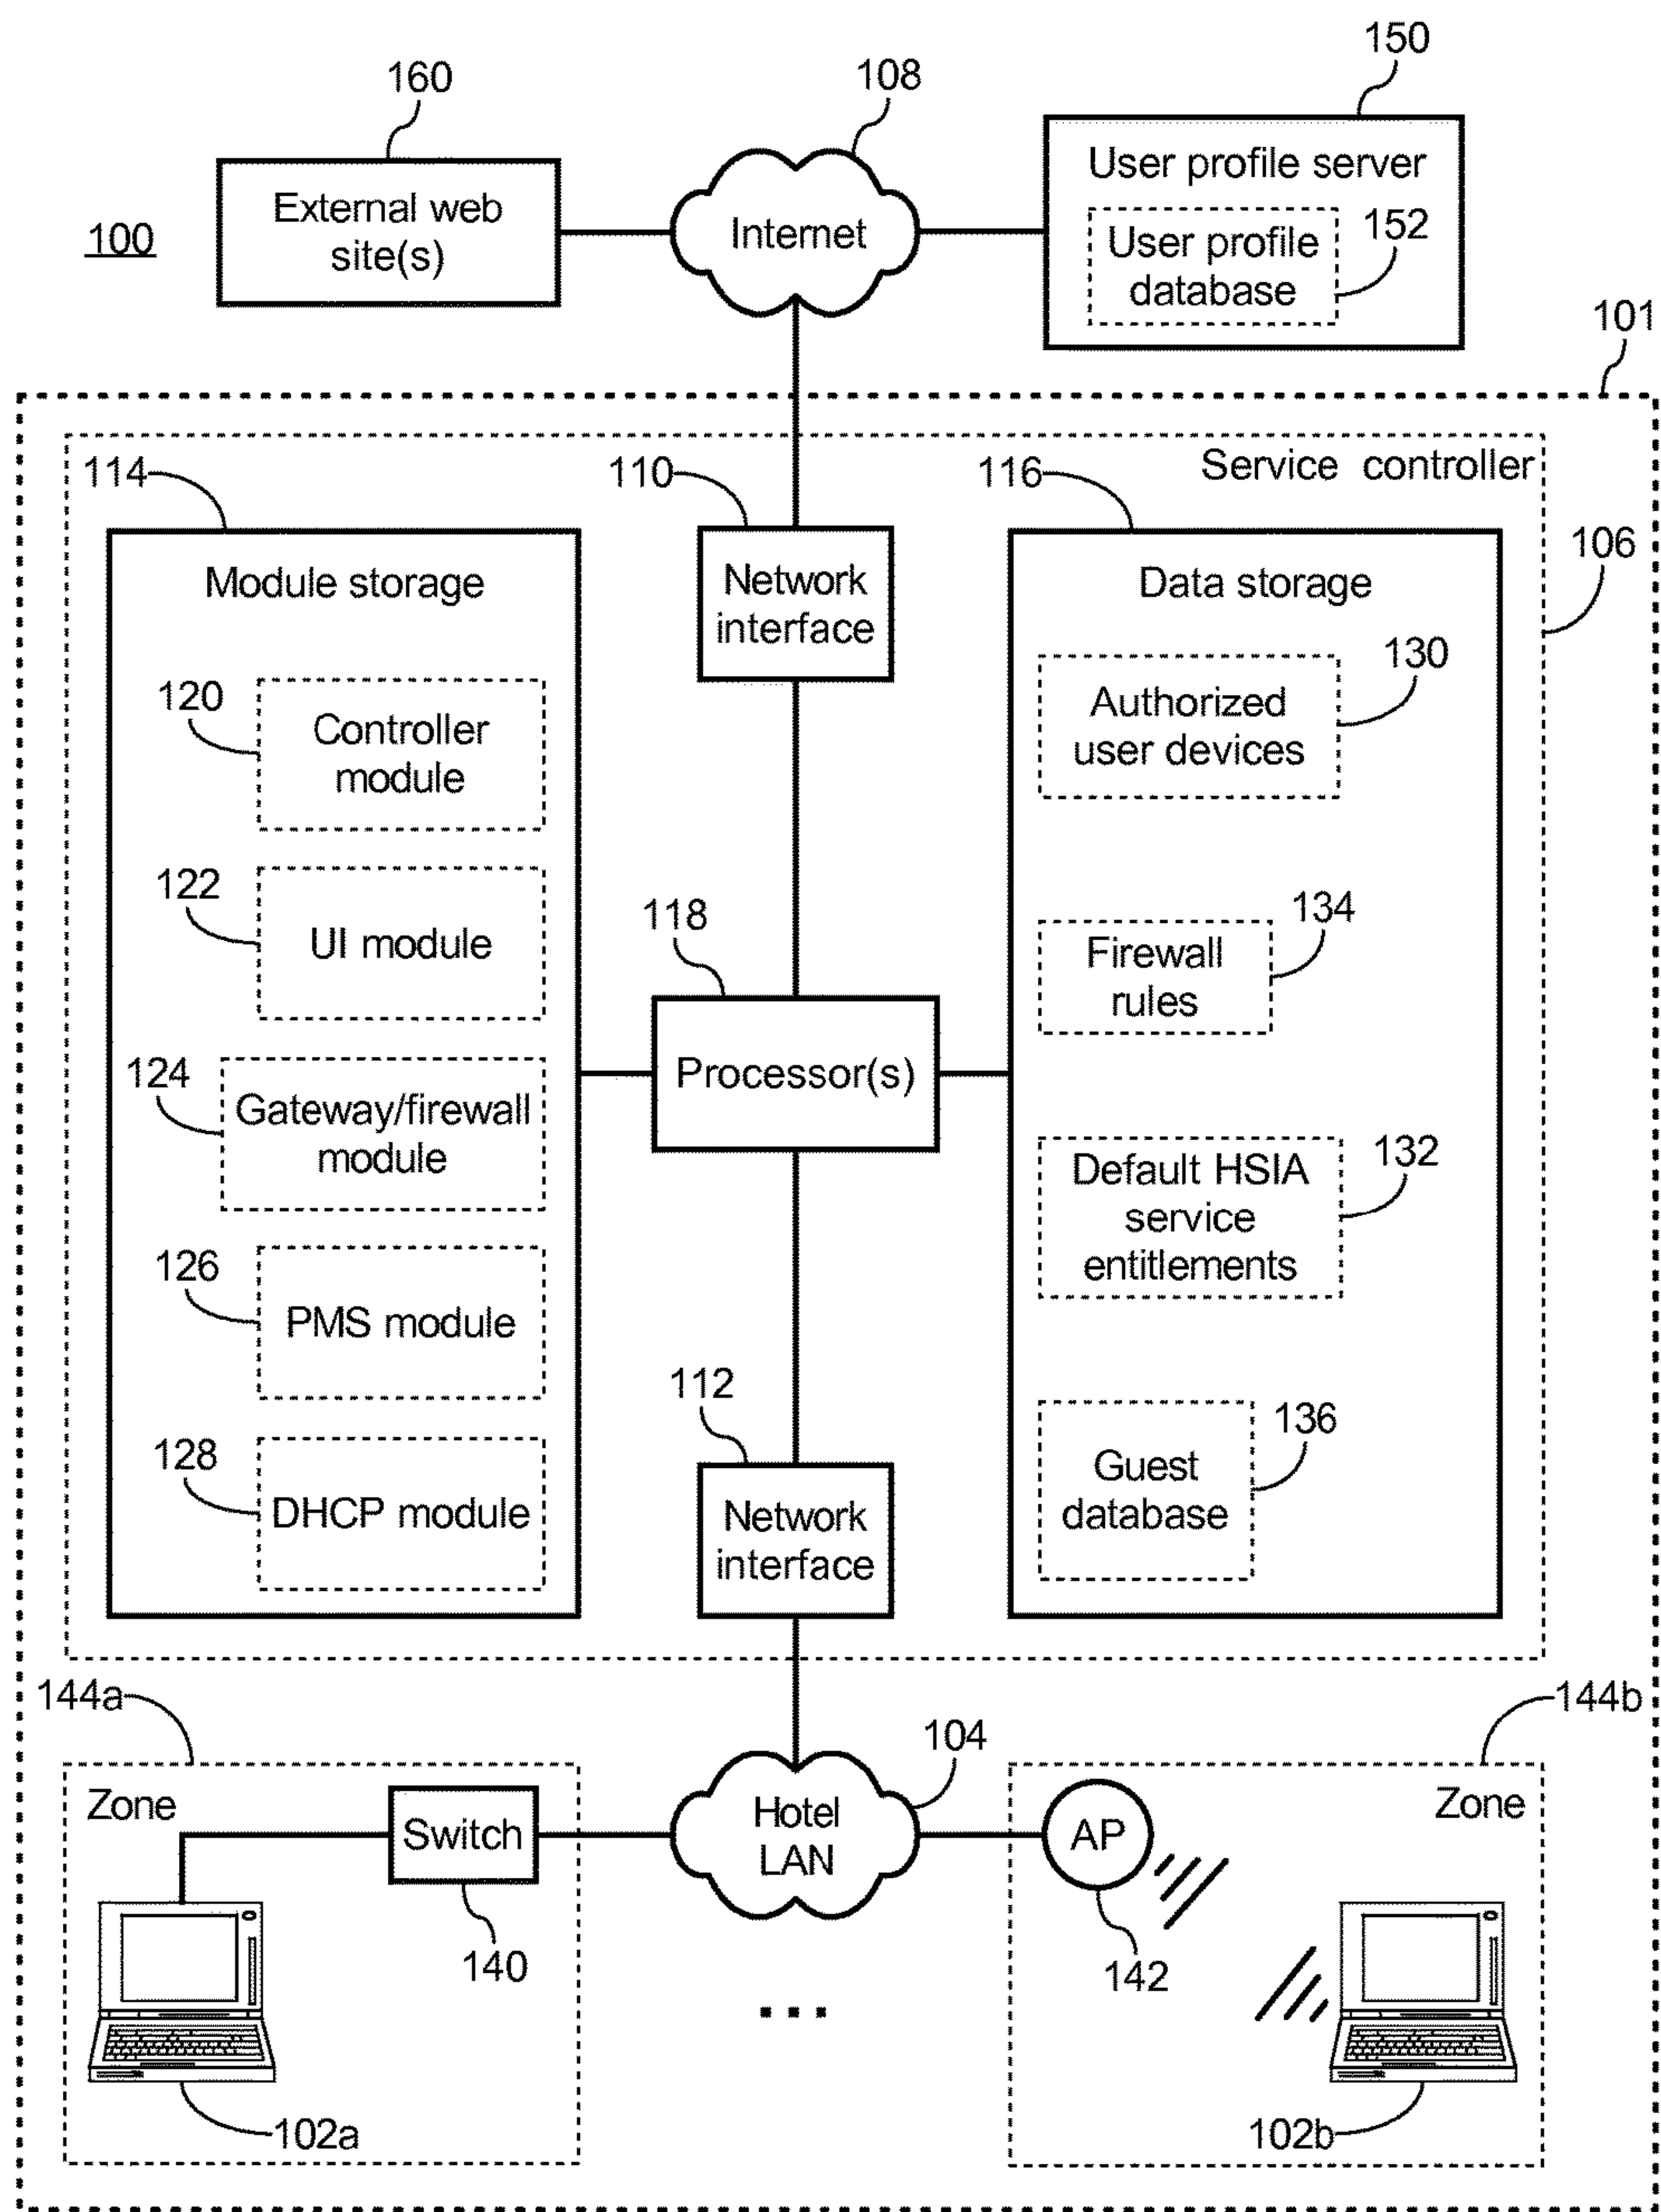 150
160
108
User profile server
External web
site(s)
Internet
100
User profile
database
152
101
114
110
116
Service controller
106
Module storage
Network
interface
Data storage
130
120
Controller
module
Authorized
user devices
122
UI module
118
134
Firewall
rules
124
Gateway/firewall
module
Processor(s)
132
Default HSIA
service
entitlements
126
PMS module
112
136
128
DHCP module
Network
interface
Guest
database
144a
144b
104
Zone
Switch
Hotel
LAN
AP
Zone
140
142
...
102a
102b